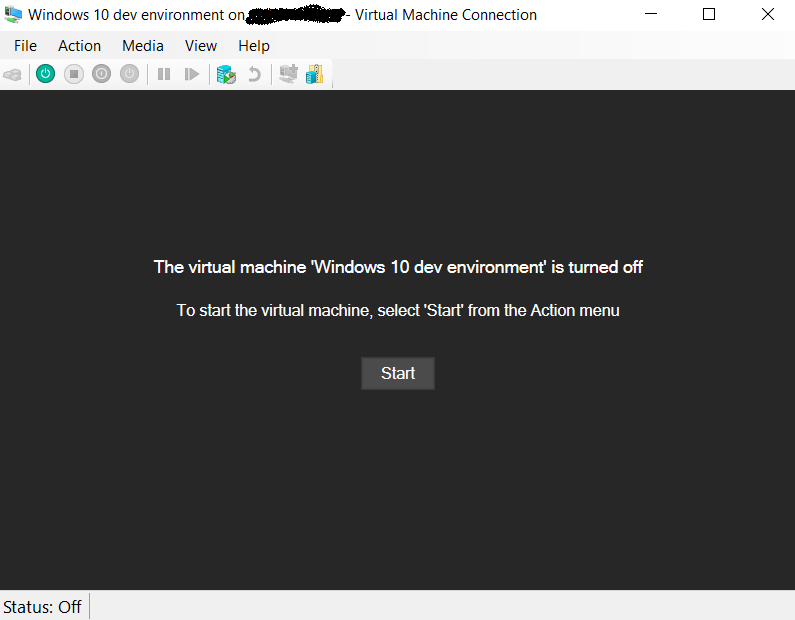 Windows 10 dev environment on - Virtual Machine Connection
File Action Media View Help
The virtual machine 'Windows 10 dev environment' is turned off
To start the virtual machine, select 'Start' from the Action menu
Start
Status: Off